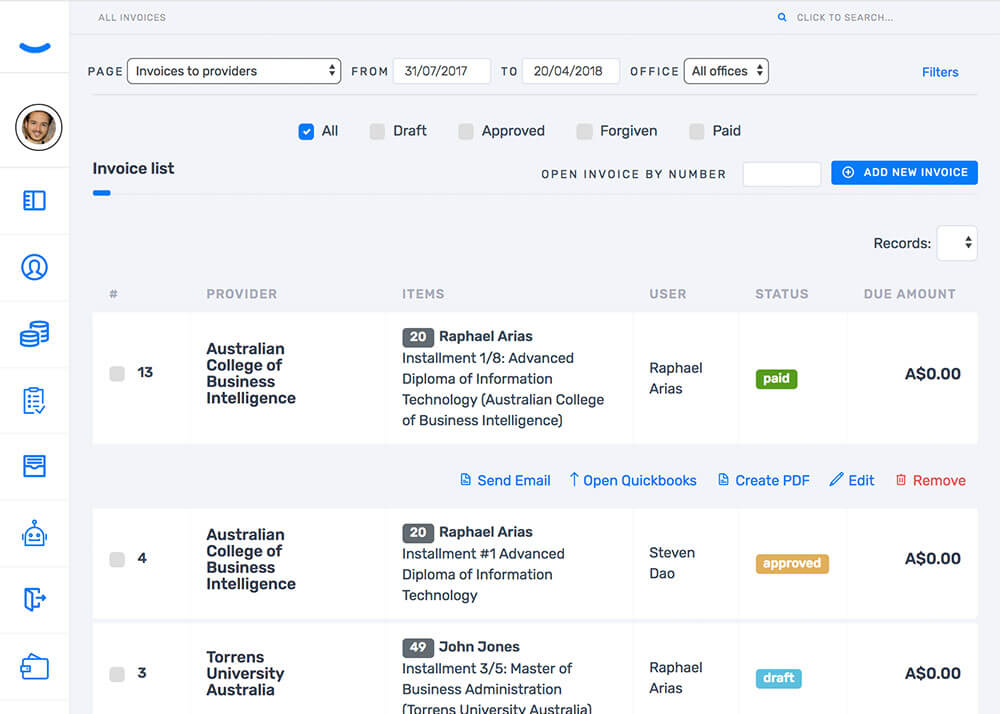 ALL INVOICES
CLICK TO SEARCH...
PAGE Invoices to providers FROM 31/07/2017 TO 20/04/2018 OFFICE All offices Filters
All Draft Approved Forgiven Paid
Invoice list
OPEN INVOICE BY NUMBER
ADD NEW INVOICE
Records:
# PROVIDER ITEMS USER STATUS DUE AMOUNT
13
Australian
College of
Business
Intelligence
20 Raphael Arias
Installment 1/8: Advanced
Diploma of Information
Technology (Australian College
of Business Intelligence)
Raphael
Arias
paid
A$0.00
Send Email Open Quickbooks Create PDF Edit Remove
4
Australian
College of
Business
Intelligence
20 Raphael Arias
Installment #1 Advanced
Diploma of Information
Technology
Steven
Dao
approved
A$0.00
3
Torrens
University
Australia
49 John Jones
Installment 3/5: Master of
Business Administration
(Torrens University Australia)
Raphael
Arias
draft
A$0.00